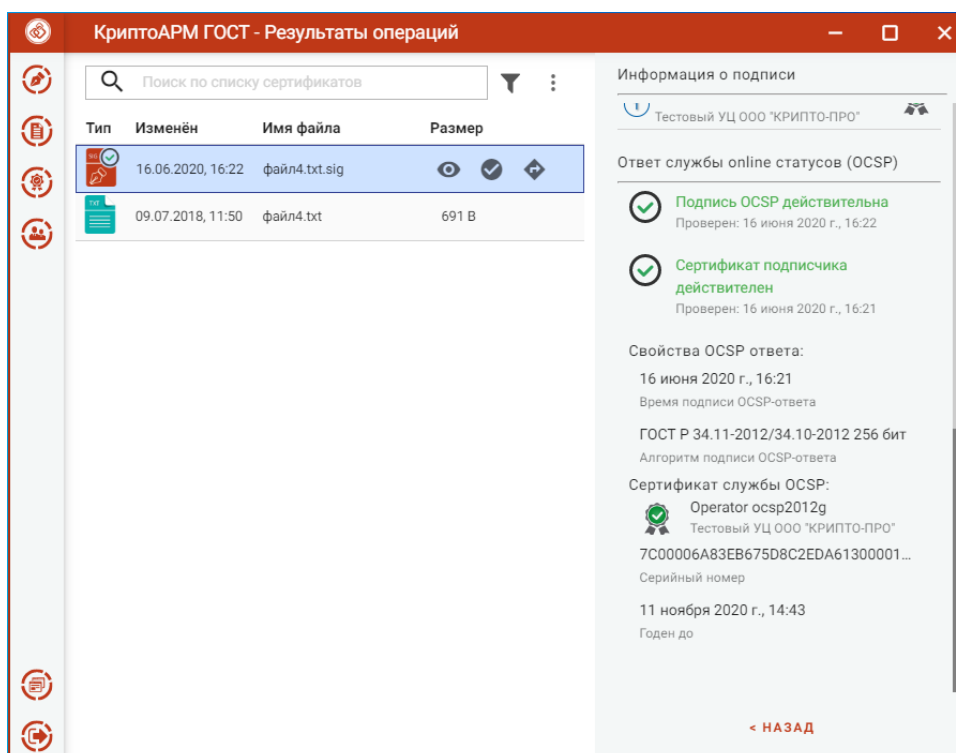 КриптоАРМ ГОСТ - Результаты операций
Поиск по списку сертификатов
Тип Изменён Имя файла Размер
SIG 16.06.2020, 16:22 файл4.txt.sig
TXT 09.07.2018, 11:50 файл4.txt 691 B
Информация о подписи
Тестовый УЦ ООО "КРИПТО-ПРО"
Ответ службы online статусов (OCSP)
Подпись OCSP действительна
Проверен: 16 июня 2020 г., 16:22
Сертификат подписчика
действителен
Проверен: 16 июня 2020 г., 16:21
Свойства OCSP ответа:
16 июня 2020 г., 16:21
Время подписи OCSP-ответа
ГОСТ Р 34.11-2012/34.10-2012 256 бит
Алгоритм подписи OCSP-ответа
Сертификат службы OCSP:
Operator ocsp2012g
Тестовый УЦ ООО "КРИПТО-ПРО"
7C00006A83EB675D8C2EDA61300001...
Серийный номер
11 ноября 2020 г., 14:43
Годен до
< НАЗАД